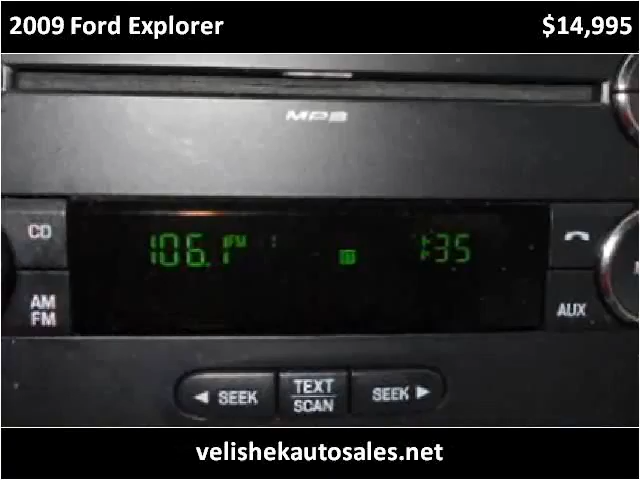 2009 Ford Explorer $14,995
MP3
CD
106.1 FM 1 1:35
AM
FM
AUX
SEEK TEXT SEEK
SCAN
velishekautosales.net